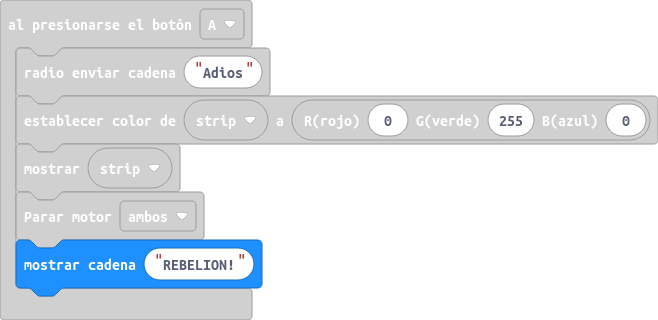 al presionarse el botón A
radio enviar cadena "Adios"
establecer color de strip a R(rojo) 0 G(verde) 255 B(azul) 0
mostrar strip
Parar motor ambos
mostrar cadena "REBELION!"